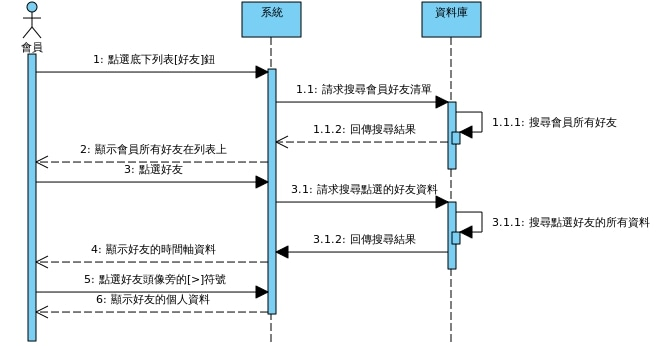 會員
系統
資料庫
1: 點選底下列表[好友]鈕
1.1: 請求搜尋會員好友清單
1.1.1: 搜尋會員所有好友
1.1.2: 回傳搜尋結果
2: 顯示會員所有好友在列表上
3: 點選好友
3.1: 請求搜尋點選的好友資料
3.1.1: 搜尋點選好友的所有資料
3.1.2: 回傳搜尋結果
4: 顯示好友的時間軸資料
5: 點選好友頭像旁的[>]符號
6: 顯示好友的個人資料